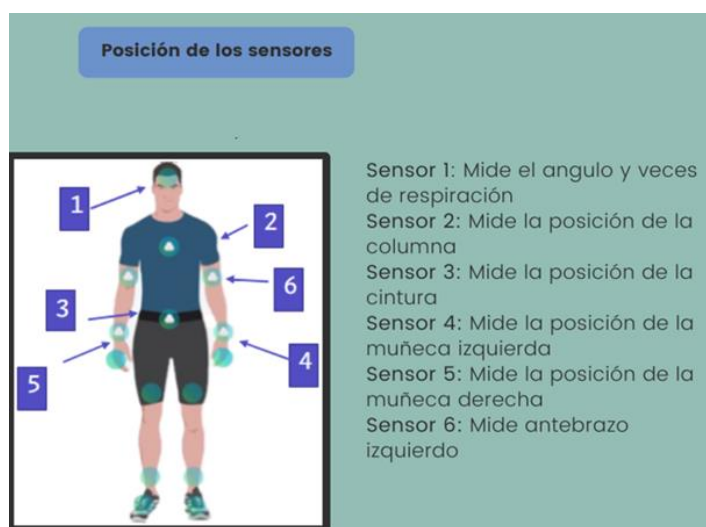 Posición de los sensores
1
2
6
3
4
5
Sensor 1: Mide el angulo y veces
de respiración
Sensor 2: Mide la posición de la
columna
Sensor 3: Mide la posición de la
cintura
Sensor 4: Mide la posición de la
muñeca izquierda
Sensor 5: Mide la posición de la
muñeca derecha
Sensor 6: Mide antebrazo
izquierdo